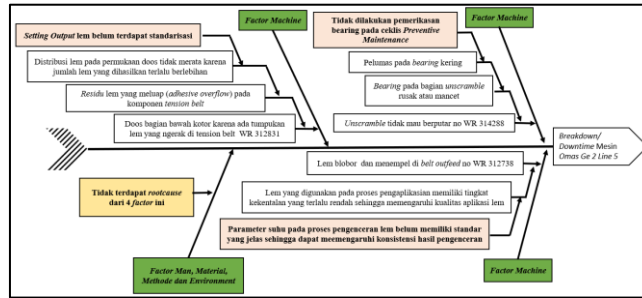 Factor Machine
Setting Output lem belum terdapat standarisasi
Distribusi lem pada permukaan doos tidak merata karena
jumlah lem yang dihasilkan terlalu berlebihan
Residu lem yang meluap (adhesive overflow) pada
komponen tension belt
Doos bagian bawah kotor karena ada tumpukan
lem yang ngerak di tension belt WR 312831
Factor Machine
Tidak dilakukan pemerikasan
bearing pada ceklis Preventive
Maintenance
Pelumas pada bearing kering
Bearing pada bagian unscramble
rusak atau mancet
Unscramble tidak mau berputar no WR 314288
Breakdown/
Downtime Mesin
Omas Ge 2 Line 5
Tidak terdapat rootcause
dari 4 factor ini
Factor Man, Material,
Methode dan Environment
Lem blobor dan menempel di belt outfeed no WR 312738
Lem yang digunakan pada proses pengaplikasian memiliki tingkat
kekentalan yang terlalu rendah sehingga memengaruhi kualitas aplikasi lem
Parameter suhu pada proses pengenceran lem belum memiliki standar
yang jelas sehingga dapat meemengaruhi konsistensi hasil pengenceran
Factor Machine